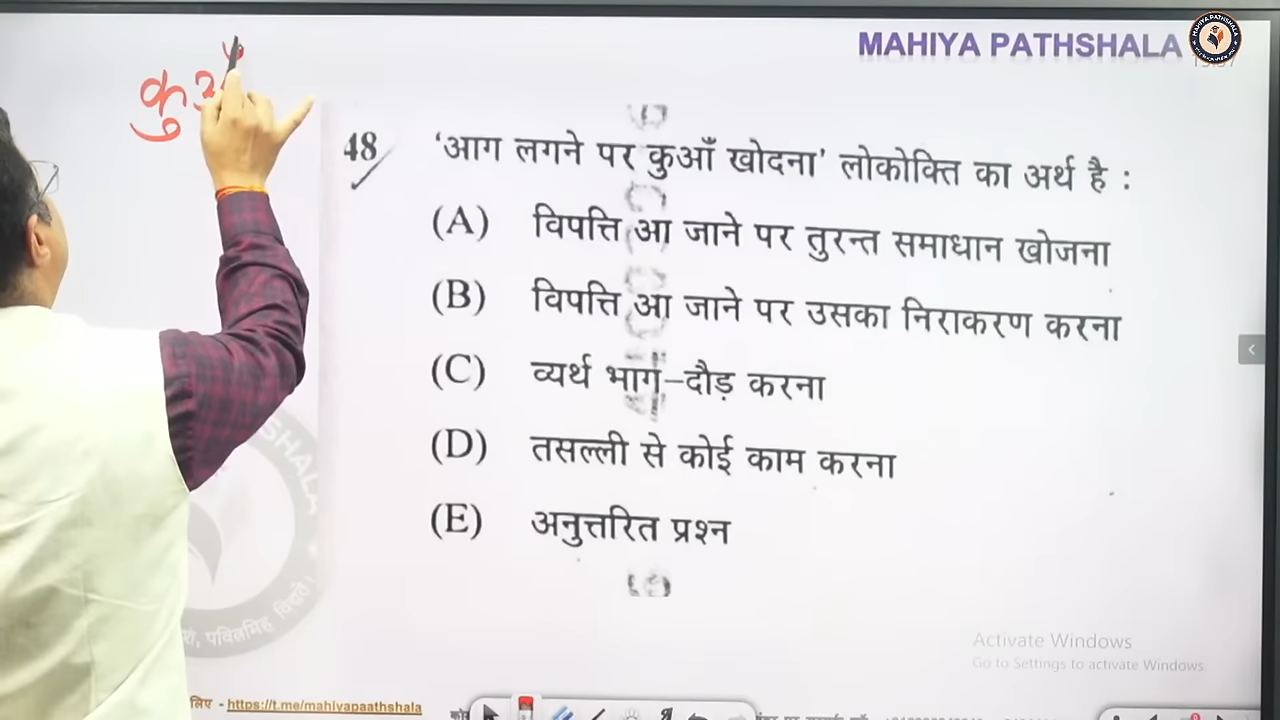 MAHIYA PATHSHALA
48 'आग लगने पर कुआँ खोदना' लोकोक्ति का अर्थ है :
(A) विपत्ति आ जाने पर तुरन्त समाधान खोजना
(B) विपत्ति आ जाने पर उसका निराकरण करना
(C) व्यर्थ भाग-दौड़ करना
(D) तसल्ली से कोई काम करना
(E) अनुत्तरित प्रश्न
Activate Windows
Go to Settings to activate Windows.
लिए - https://t.me/mahiyapaathshala